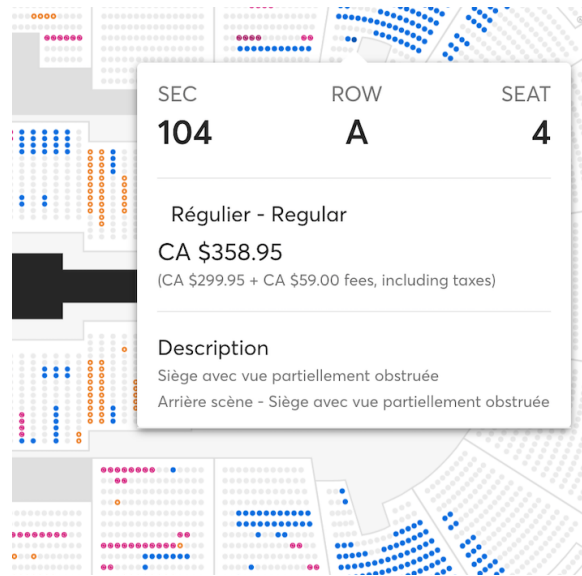 SEC ROW SEAT
104 A 4
Régulier - Regular
CA $358.95
(CA $299.95 + CA $59.00 fees, including taxes)
Description
Siège avec vue partiellement obstruée
Arrière scène - Siège avec vue partiellement obstruée